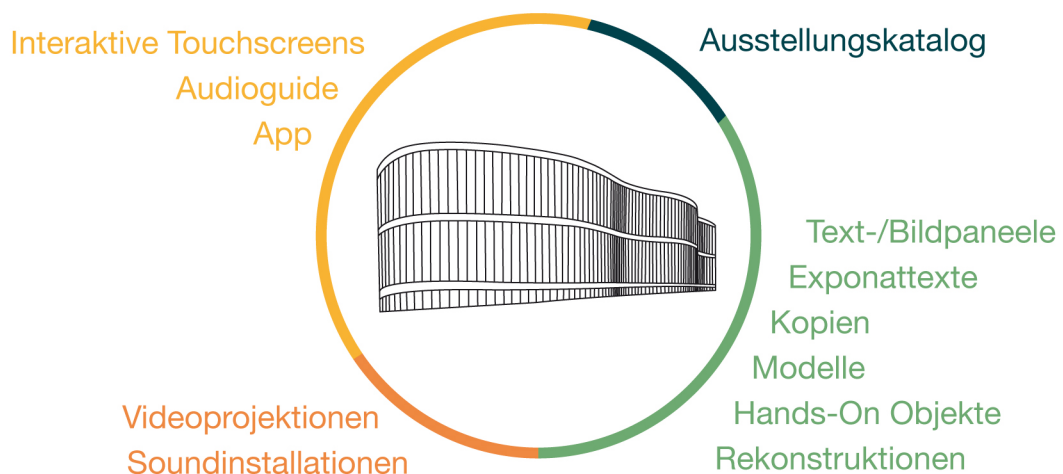 Interaktive Touchscreens
Audioguide
App
Ausstellungskatalog
Text-/Bildpaneele
Exponattexte
Kopien
Modelle
Hands-On Objekte
Rekonstruktionen
Videoprojektionen
Soundinstallationen